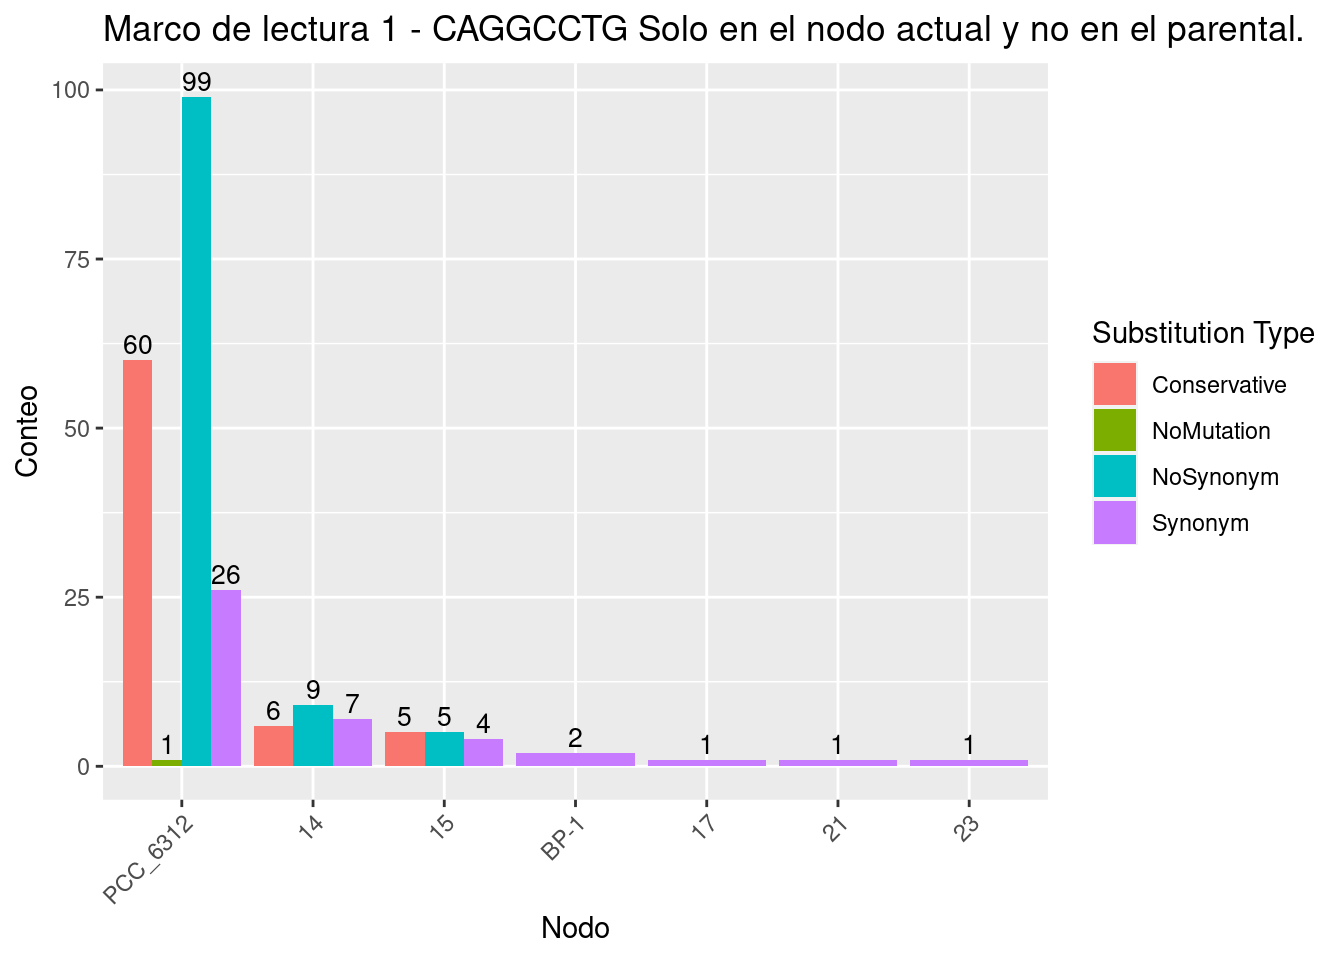 Marco de lectura 1 - CAGGCCTG Solo en el nodo actual y no en el parental.
Conteo
100
75
50
25
0
60
1
99
26
6
9
7
5
5
4
2
1
1
1
PCC_6312
14
15
BP-1
17
21
23
Nodo
Substitution Type
Conservative
NoMutation
NoSynonym
Synonym